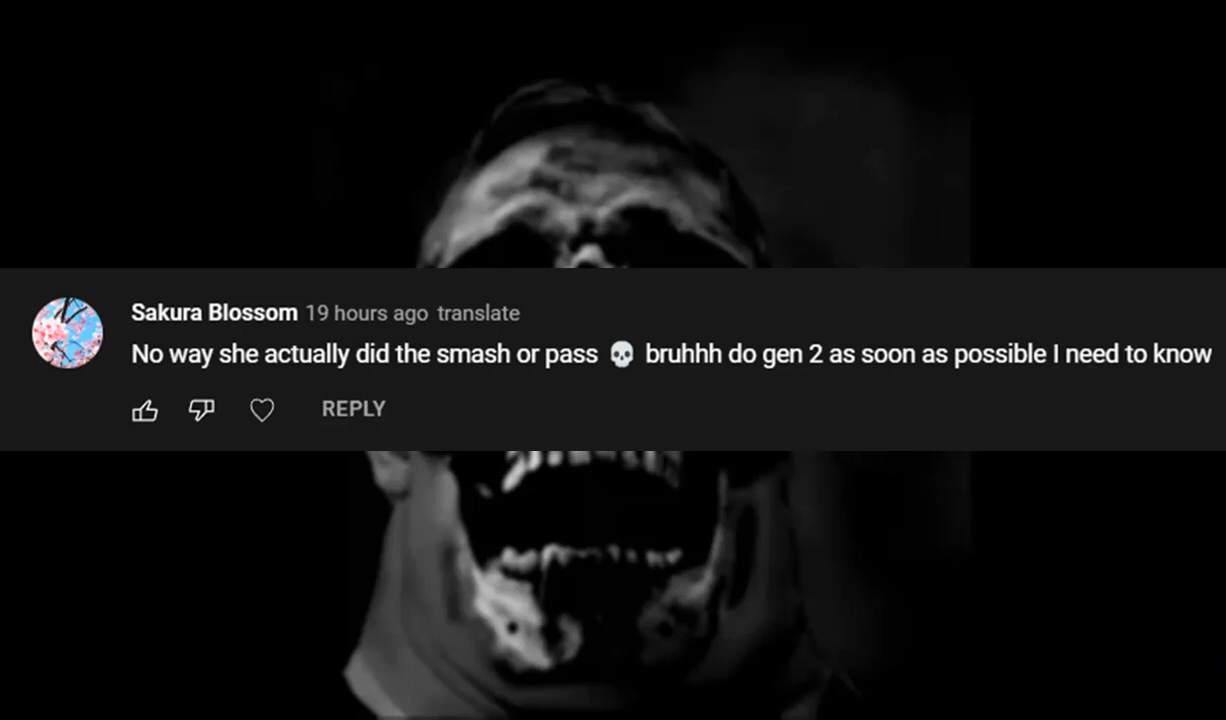 Sakura Blossom 19 hours ago translate
No way she actually did the smash or pass 💀 bruhhh do gen 2 as soon as possible I need to know
REPLY